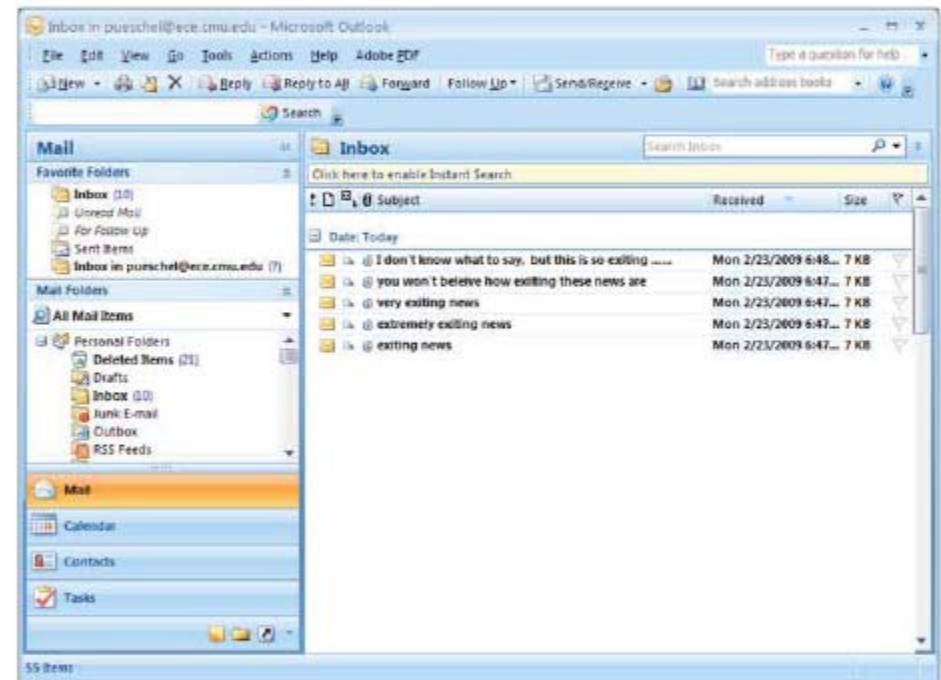 Inbox in pueschel@ece.cmu.edu - Microsoft Outlook
File Edit View Go Tools Actions Help Adobe PDF Type a question for help
New Reply Reply to All Forward Follow Up Send/Receive Search address books
Search
Mail
Favorite Folders
Inbox (10)
Unread Mail
For Follow Up
Sent Items
Inbox in pueschel@ece.cmu.edu (7)
Mail Folders
All Mail Items
Personal Folders
Deleted Items (21)
Drafts
Inbox (10)
Junk E-mail
Outbox
RSS Feeds
Mail
Calendar
Contacts
Tasks
Inbox Search Inbox
Click here to enable Instant Search
Subject Received Size
Date: Today
I don't know what to say, but this is so exiting ...... Mon 2/23/2009 6:48... 7 KB
you won't beleive how exiting these news are Mon 2/23/2009 6:47... 7 KB
very exiting news Mon 2/23/2009 6:47... 7 KB
extremely exiting news Mon 2/23/2009 6:47... 7 KB
exiting news Mon 2/23/2009 6:47... 7 KB
55 Items